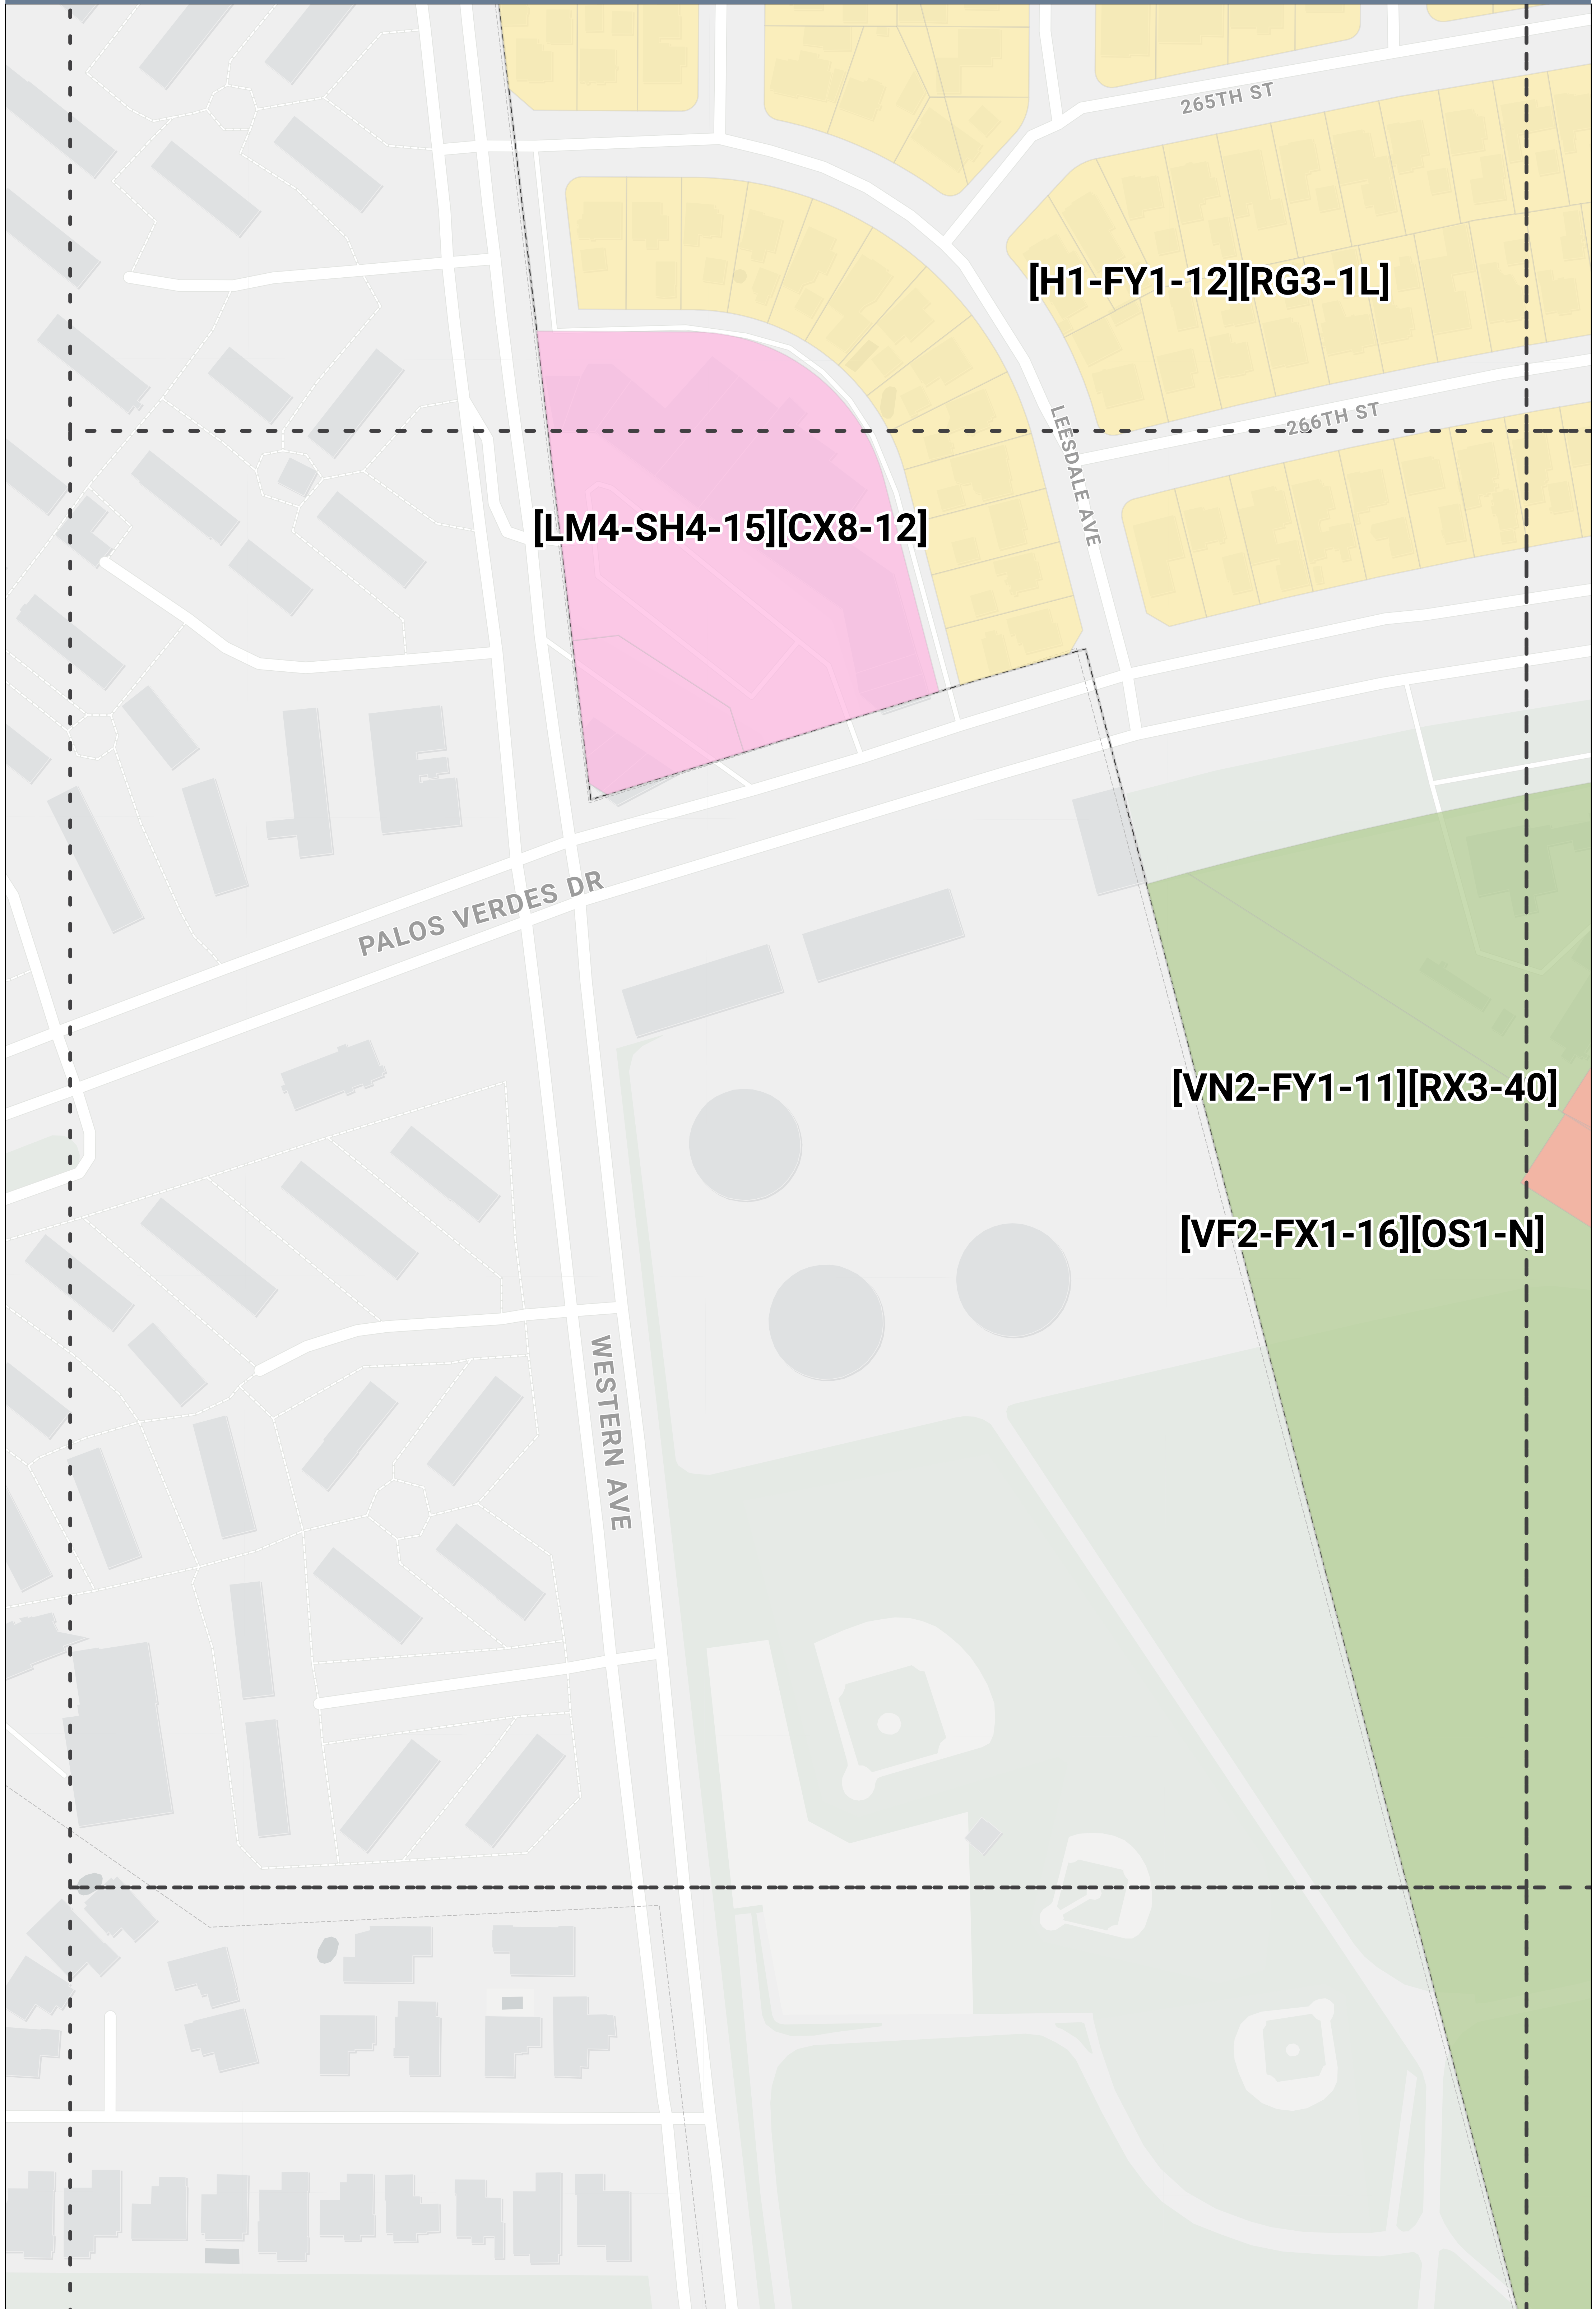 265TH ST
[H1-FY1-12][RG3-1L]
266TH ST
LEESDALE AVE
[LM4-SH4-15][CX8-12]
PALOS VERDES DR
[VN2-FY1-11][RX3-40]
[VF2-FX1-16][OS1-N]
WESTERN AVE